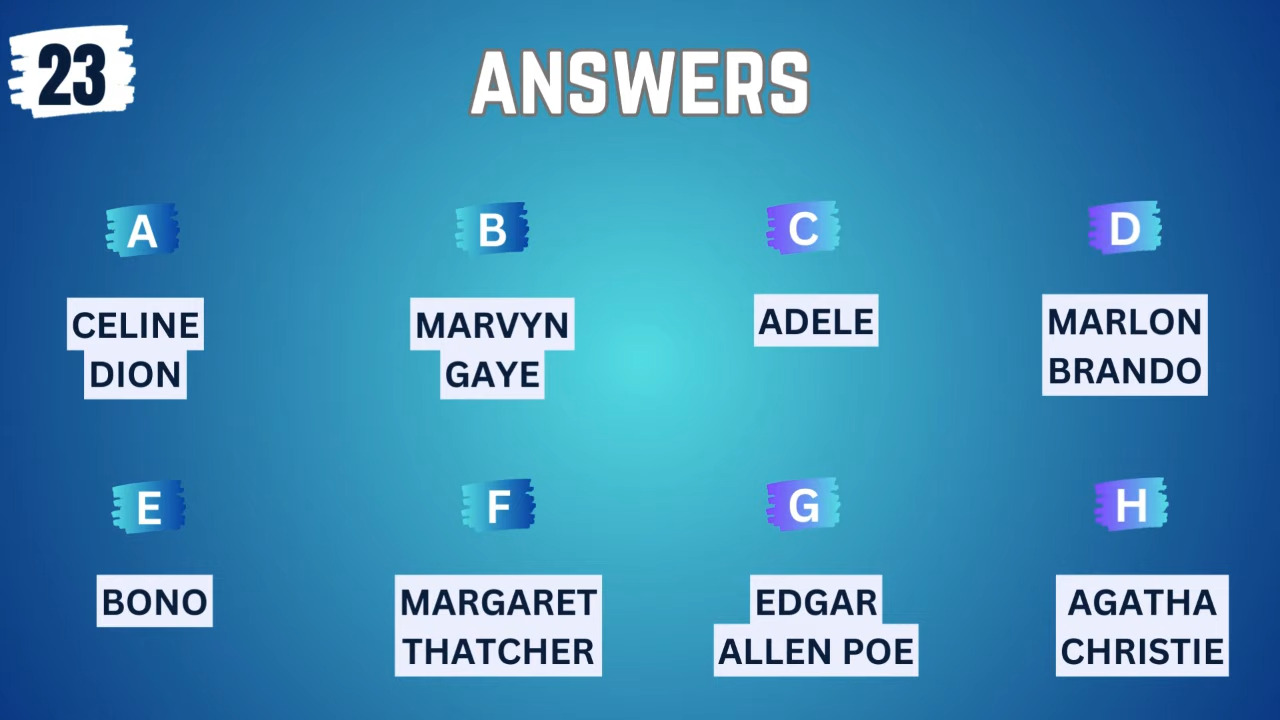 23
ANSWERS
A
B
C
D
CELINE
DION
MARVYN
GAYE
ADELE
MARLON
BRANDO
E
F
G
H
BONO
MARGARET
THATCHER
EDGAR
ALLEN POE
AGATHA
CHRISTIE